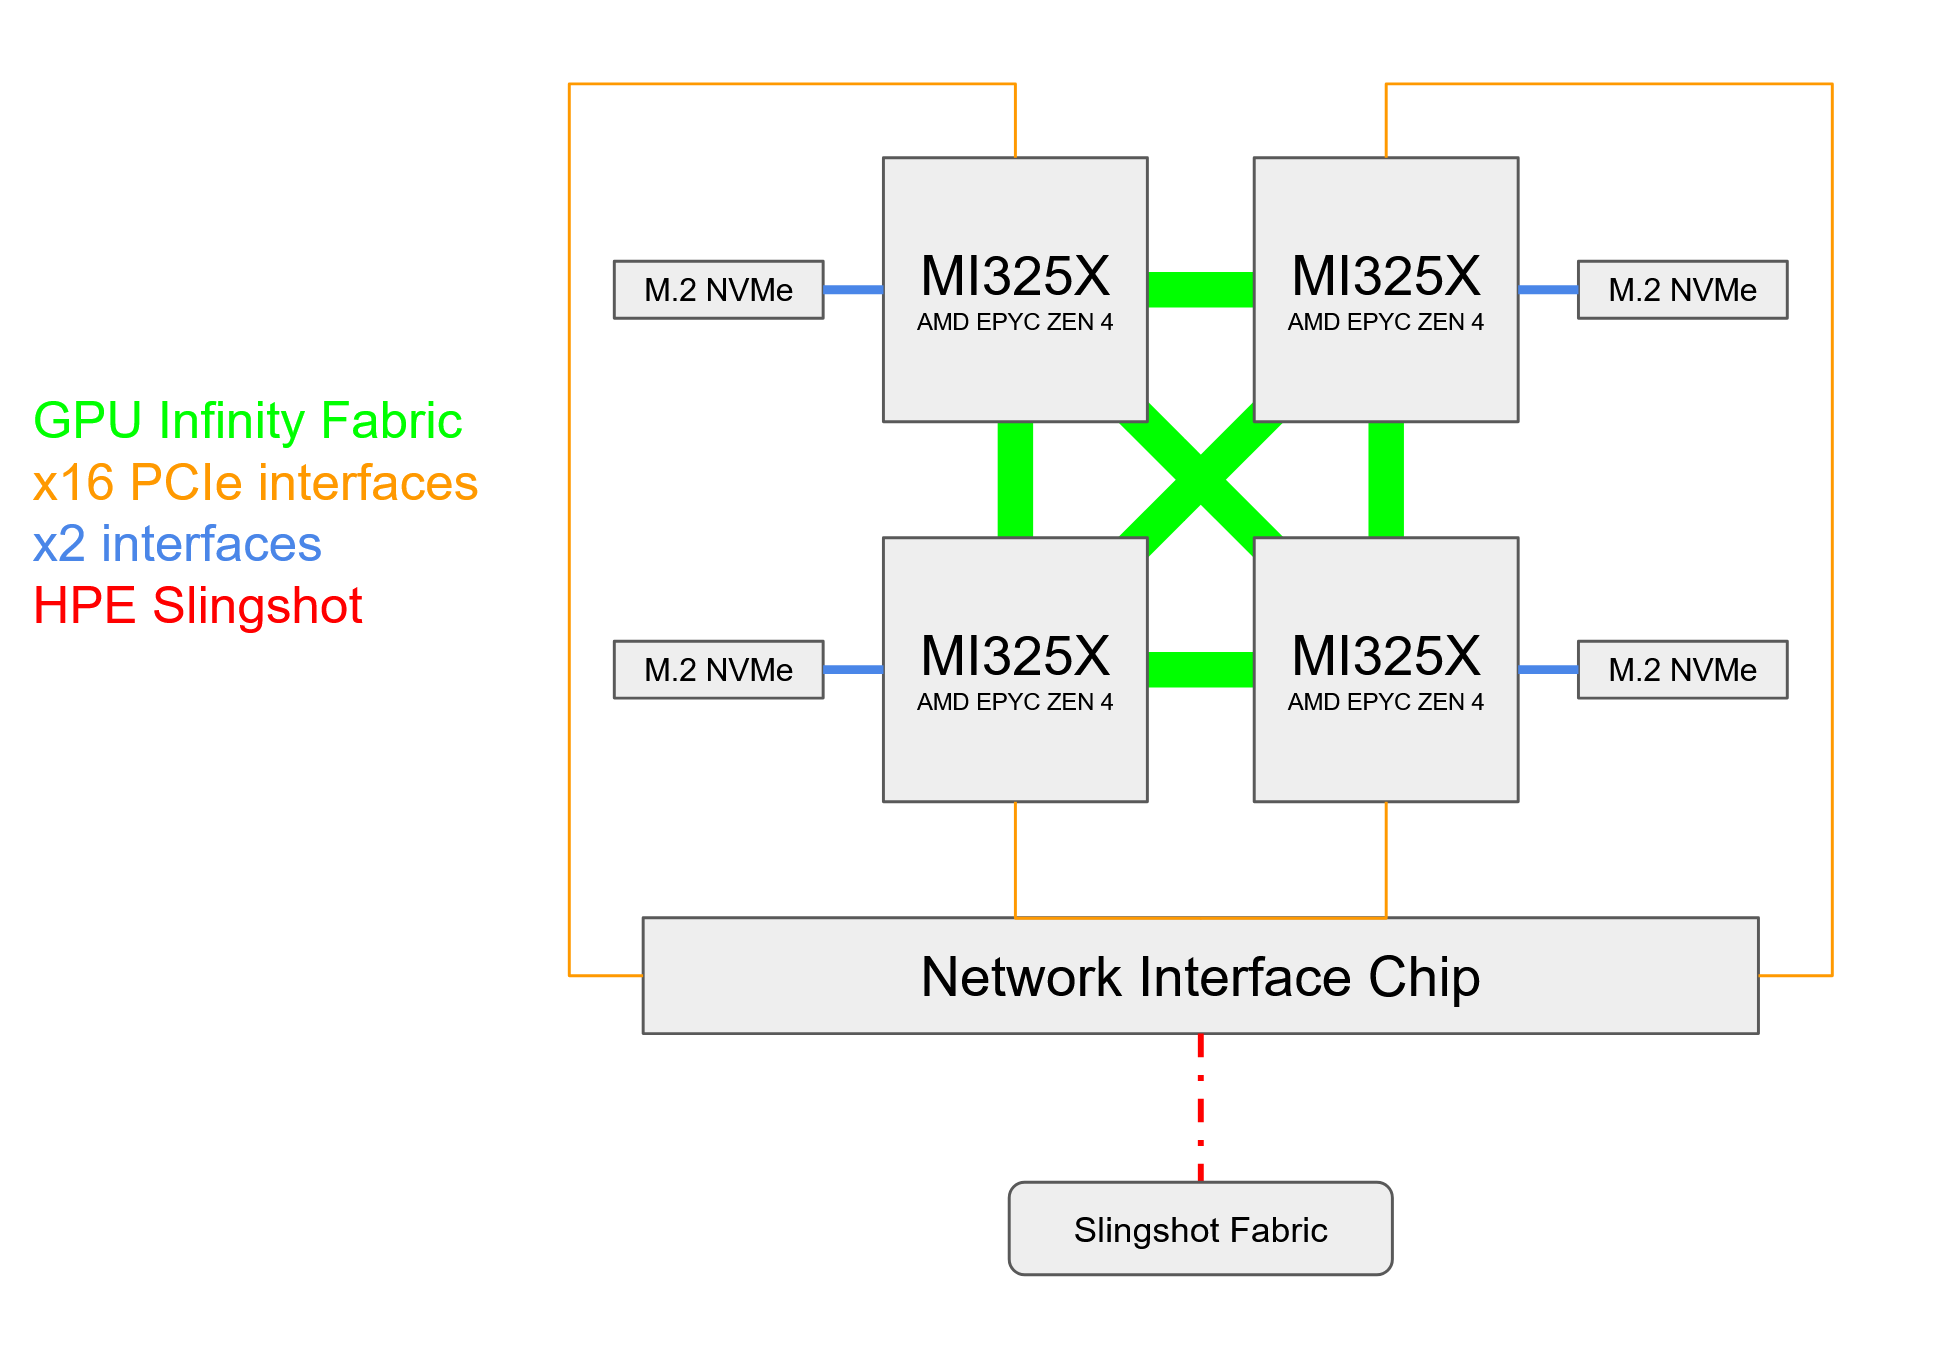 MI325X
AMD EPYC ZEN 4
MI325X
AMD EPYC ZEN 4
M.2 NVMe
M.2 NVMe
GPU Infinity Fabric
x16 PCIe interfaces
x2 interfaces
HPE Slingshot
MI325X
AMD EPYC ZEN 4
MI325X
AMD EPYC ZEN 4
M.2 NVMe
M.2 NVMe
Network Interface Chip
Slingshot Fabric